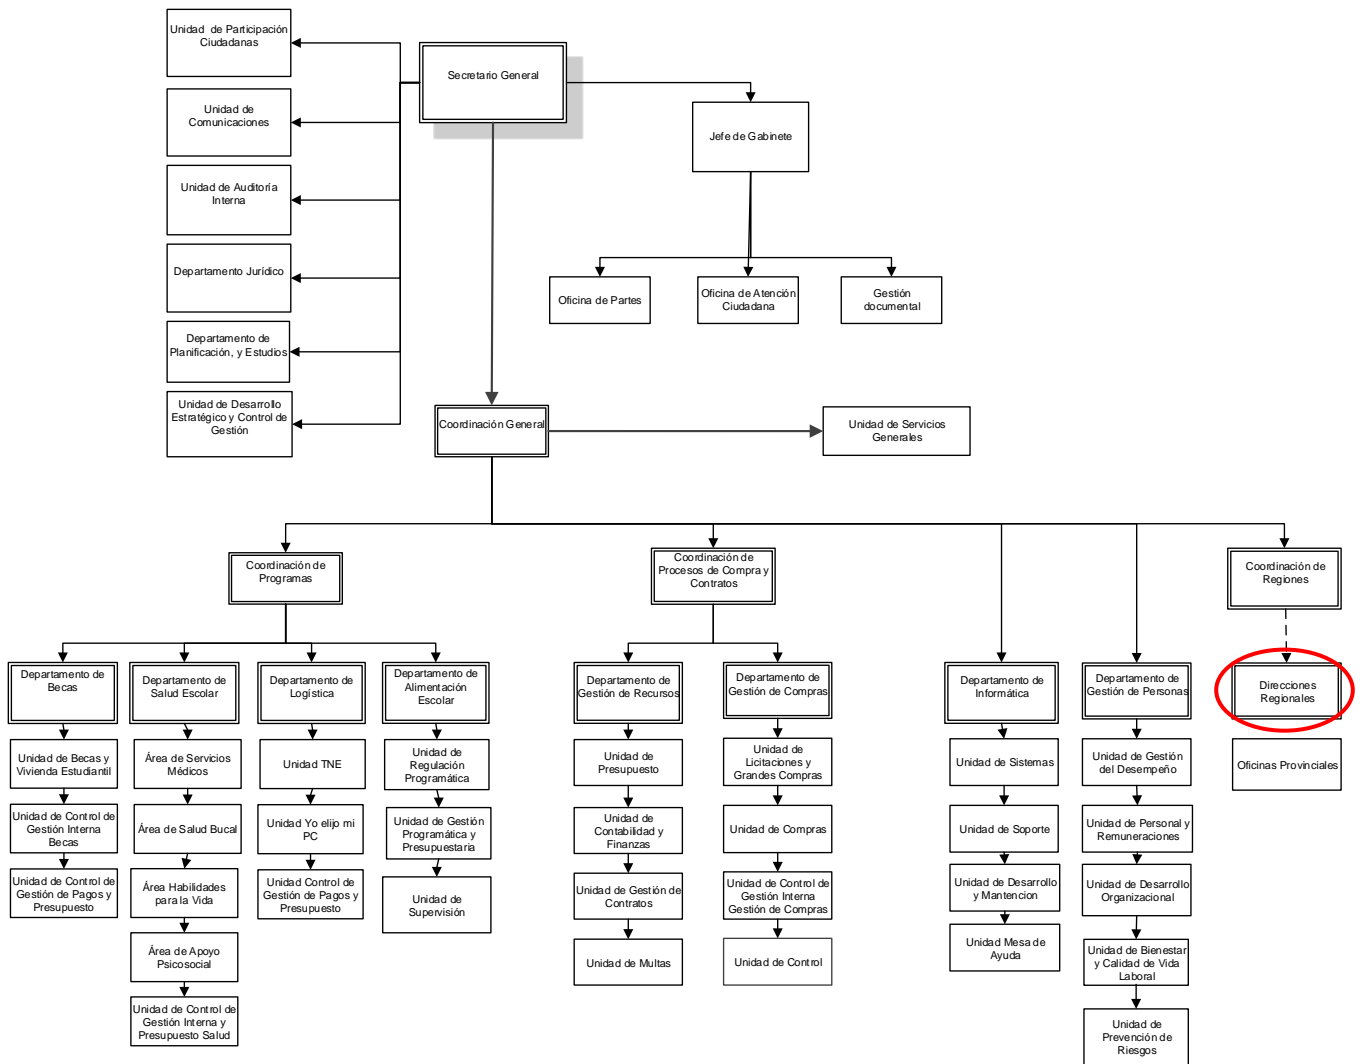 Unidad de Participación
Ciudadanas
Secretario General
Unidad de
Comunicaciones
Jefe de Gabinete
Unidad de Auditoría
Interna
Departamento Jurídico
Oficina de Partes
Oficina de Atención
Ciudadana
Gestión
documental
Departamento de
Planificación, y Estudios
Unidad de Desarrollo
Estratégico y Control de
Gestión
Coordinación General
Unidad de Servicios
Generales
Coordinación de
Programas
Coordinación de
Procesos de Compra y
Contratos
Coordinación de
Regiones
Departamento de
Becas
Departamento de
Salud Escolar
Departamento de
Logística
Departamento de
Alimentación
Escolar
Departamento de
Gestión de Recursos
Departamento de
Gestión de Compras
Departamento de
Informática
Departamento de
Gestión de Personas
Direcciones
Regionales
Unidad de Becas y
Vivienda Estudiantil
Área de Servicios
Médicos
Unidad TNE
Unidad de
Regulación
Programática
Unidad de
Presupuesto
Unidad de
Licitaciones y
Grandes Compras
Unidad de Sistemas
Unidad de Gestión
del Desempeño
Oficinas Provinciales
Unidad de Control de
Gestión Interna
Becas
Área de Salud Bucal
Unidad Yo elijo mi
PC
Unidad de Gestión
Programática y
Presupuestaria
Unidad de
Contabilidad y
Finanzas
Unidad de Compras
Unidad de Soporte
Unidad de Personal y
Remuneraciones
Unidad de Control de
Gestión de Pagos y
Presupuesto
Área Habilidades
para la Vida
Unidad Control de
Gestión de Pagos y
Presupuesto
Unidad de
Supervisión
Unidad de Gestión de
Contratos
Unidad de Control de
Gestión Interna
Gestión de Compras
Unidad de Desarrollo
y Mantencion
Unidad de Desarrollo
Organizacional
Área de Apoyo
Psicosocial
Unidad de Multas
Unidad de Control
Unidad Mesa de
Ayuda
Unidad de Bienestar
y Calidad de Vida
Laboral
Unidad de Control de
Gestión Interna y
Presupuesto Salud
Unidad de
Prevención de
Riesgos